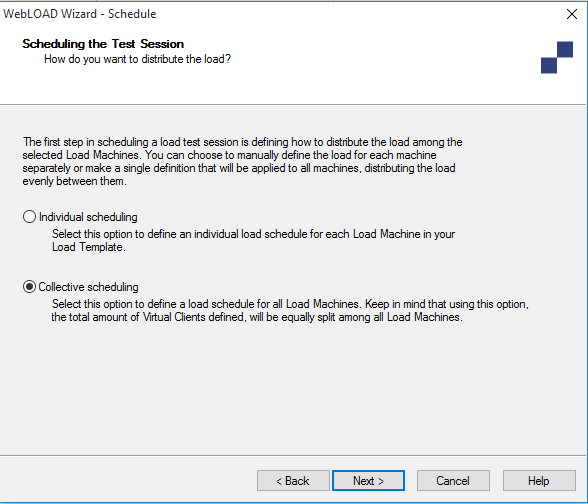 WebLOAD Wizard - Schedule
Scheduling the Test Session
How do you want to distribute the load?
The first step in scheduling a load test session is defining how to distribute the load among the
selected Load Machines. You can choose to manually define the load for each machine
separately or make a single definition that will be applied to all machines, distributing the load
evenly between them.
Individual scheduling
Select this option to define an individual load schedule for each Load Machine in your
Load Template.
Collective scheduling
Select this option to define a load schedule for all Load Machines. Keep in mind that using this option,
the total amount of Virtual Clients defined, will be equally split among all Load Machines.
< Back Next > Cancel Help